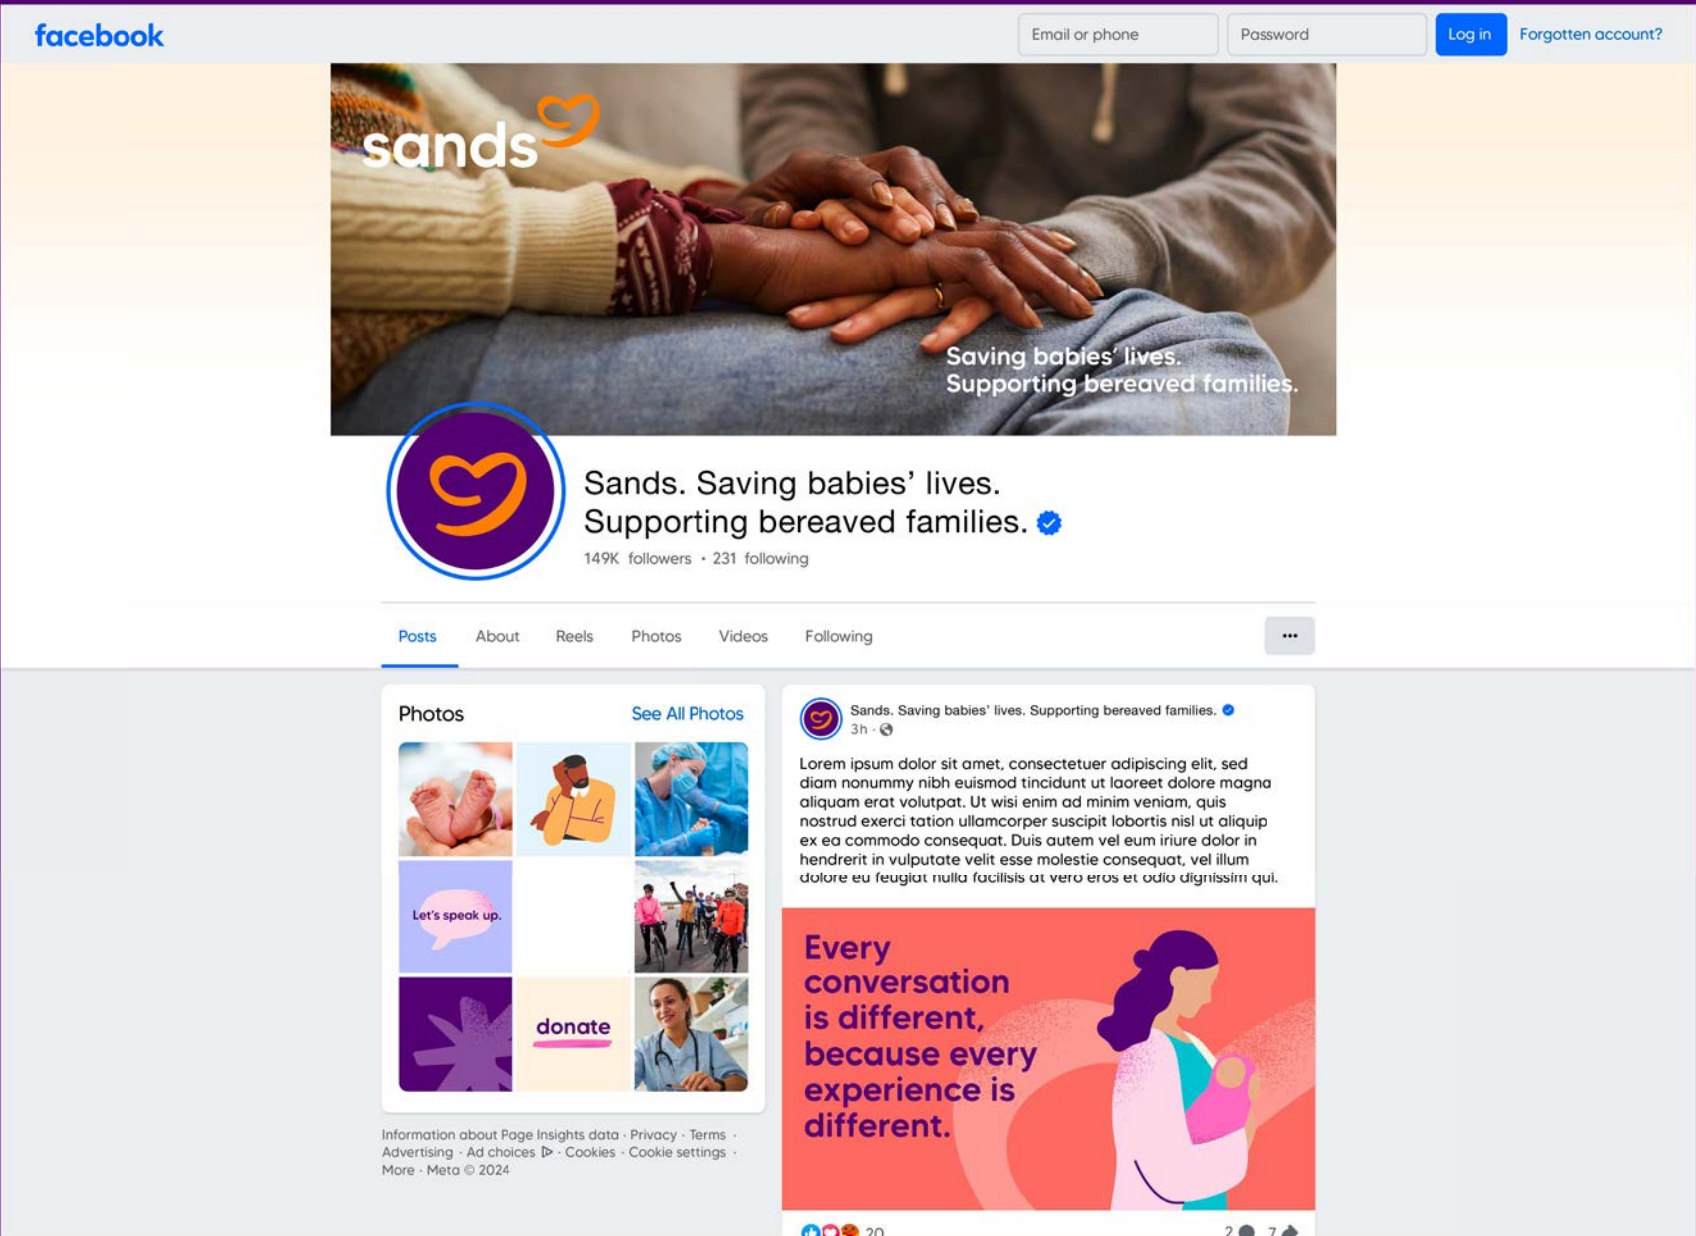 facebook
Email or phone
Password
Log in
Forgotten account?
sands
Saving babies’ lives.
Supporting bereaved families.
Sands. Saving babies’ lives.
Supporting bereaved families.
149K followers · 231 following
Posts
About
Reels
Photos
Videos
Following
Photos
See All Photos
Let's speak up.
donate
Information about Page Insights data · Privacy · Terms ·
Advertising · Ad choices · Cookies · Cookie settings ·
More · Meta © 2024
Sands. Saving babies’ lives. Supporting bereaved families.
3h ·
Lorem ipsum dolor sit amet, consectetuer adipiscing elit, sed
diam nonummy nibh euismod tincidunt ut laoreet dolore magna
aliquam erat volutpat. Ut wisi enim ad minim veniam, quis
nostrud exerci tation ullamcorper suscipit lobortis nisl ut aliquip
ex ea commodo consequat. Duis autem vel eum iriure dolor in
hendrerit in vulputate velit esse molestie consequat, vel illum
dolore eu feugiat nulla facilisis at vero eros et odio dignissim qui.
Every
conversation
is different,
because every
experience is
different.
20
2
7